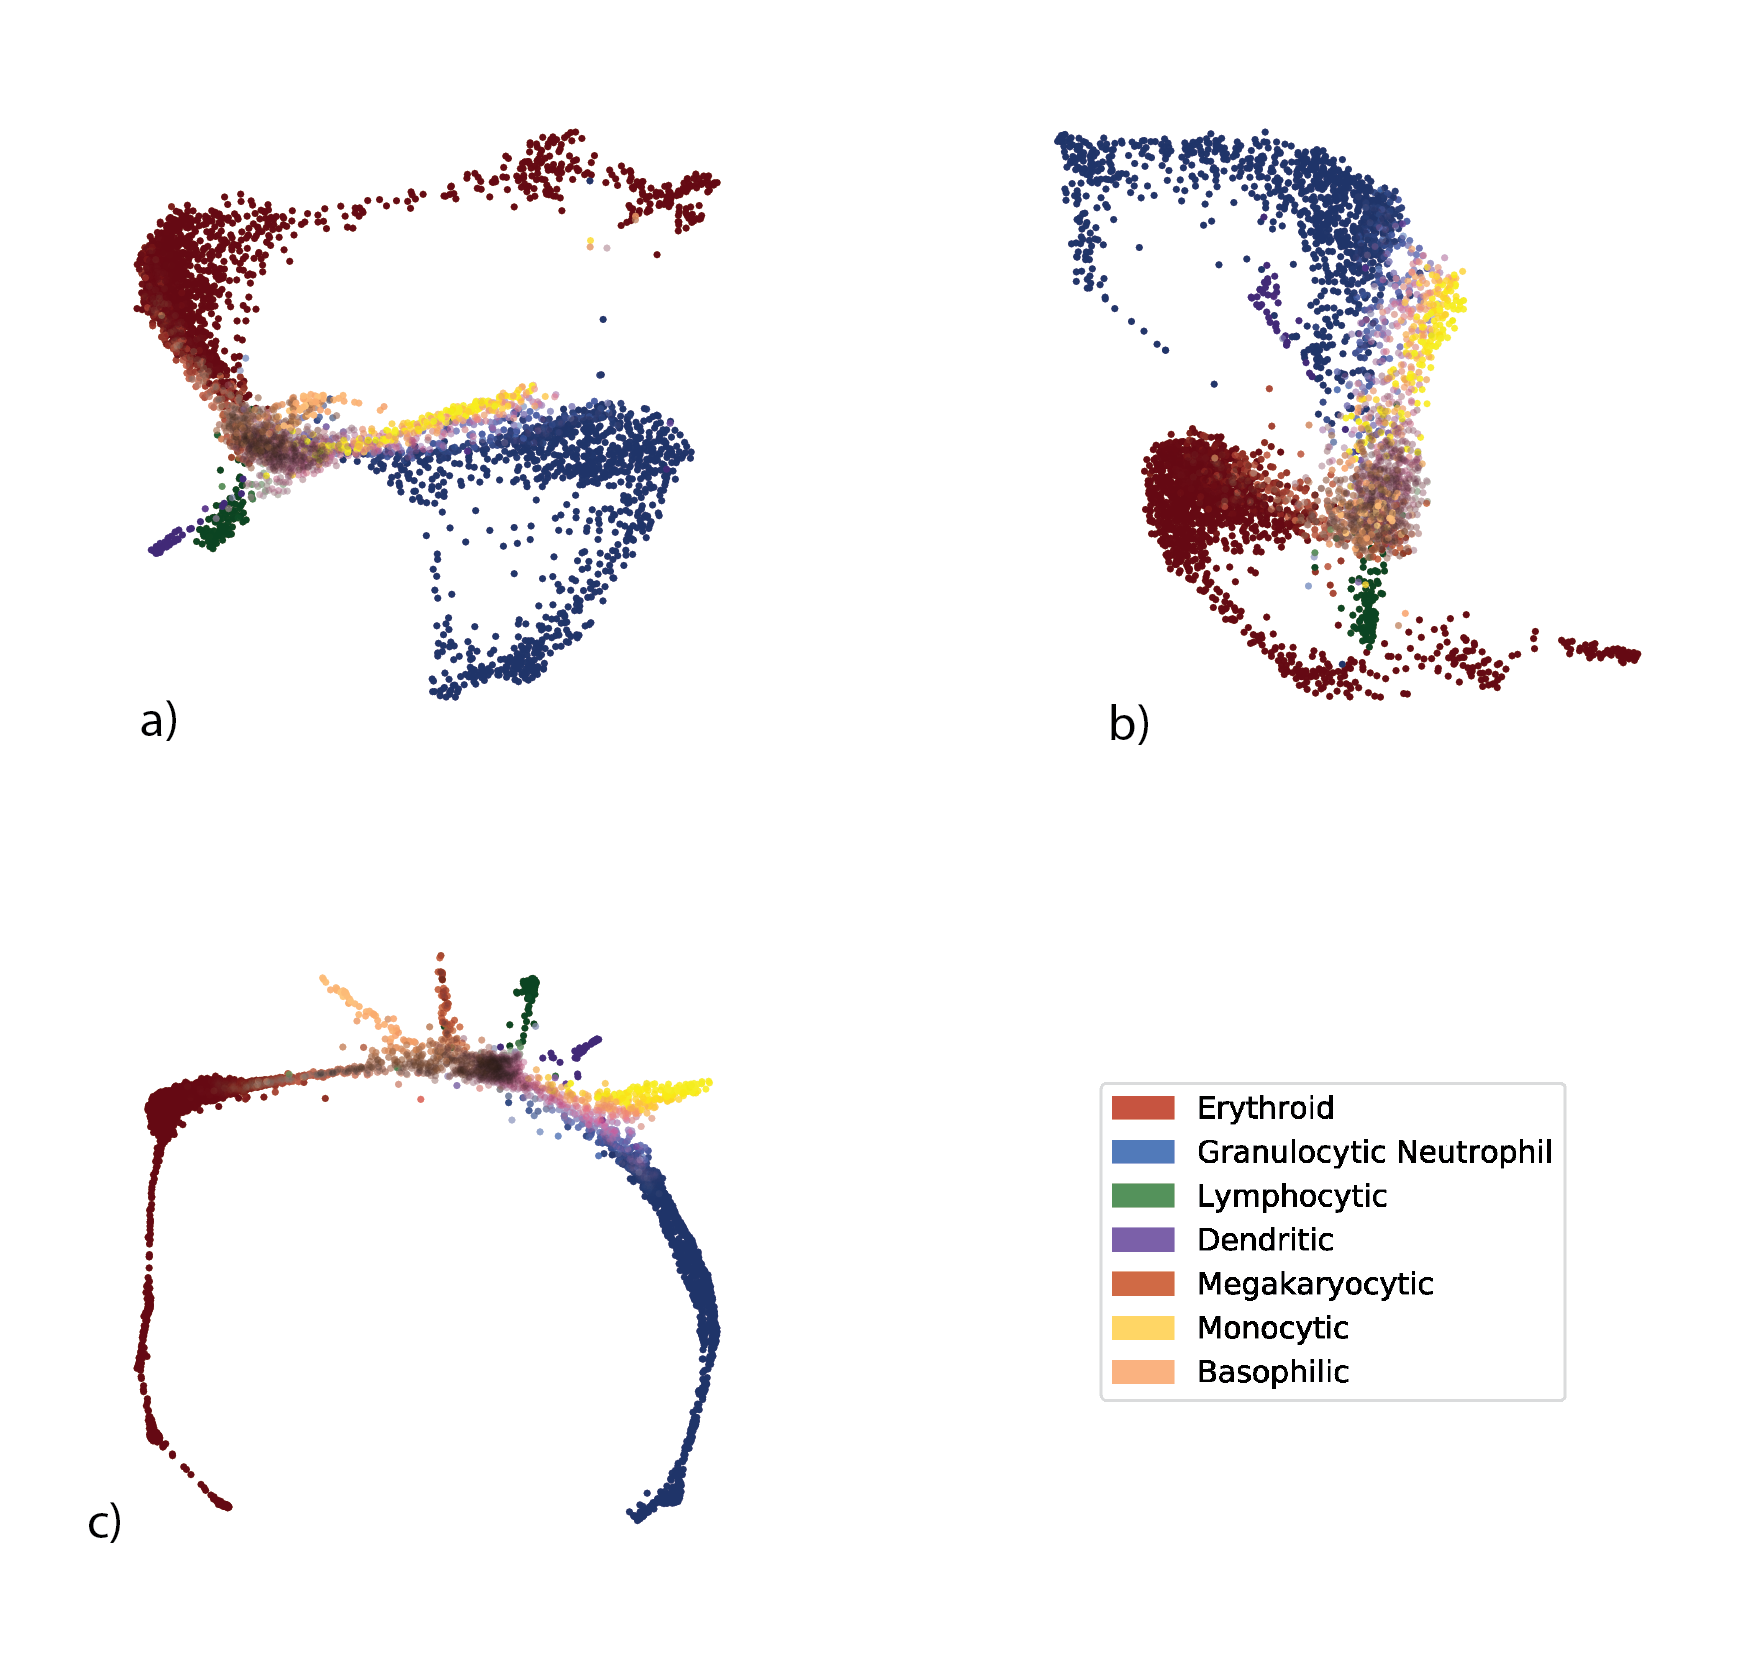 a)
b)
c)
Erythroid
Granulocytic Neutrophil
Lymphocytic
Dendritic
Megakaryocytic
Monocytic
Basophilic